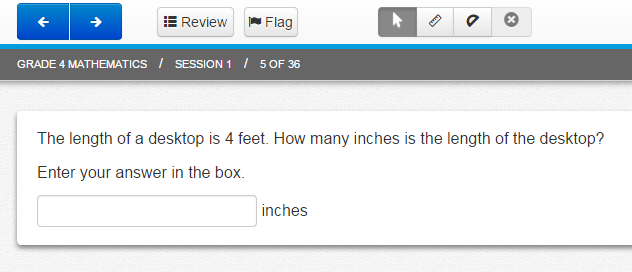 Review Flag
GRADE 4 MATHEMATICS / SESSION 1 / 5 OF 36
The length of a desktop is 4 feet. How many inches is the length of the desktop?
Enter your answer in the box.
inches